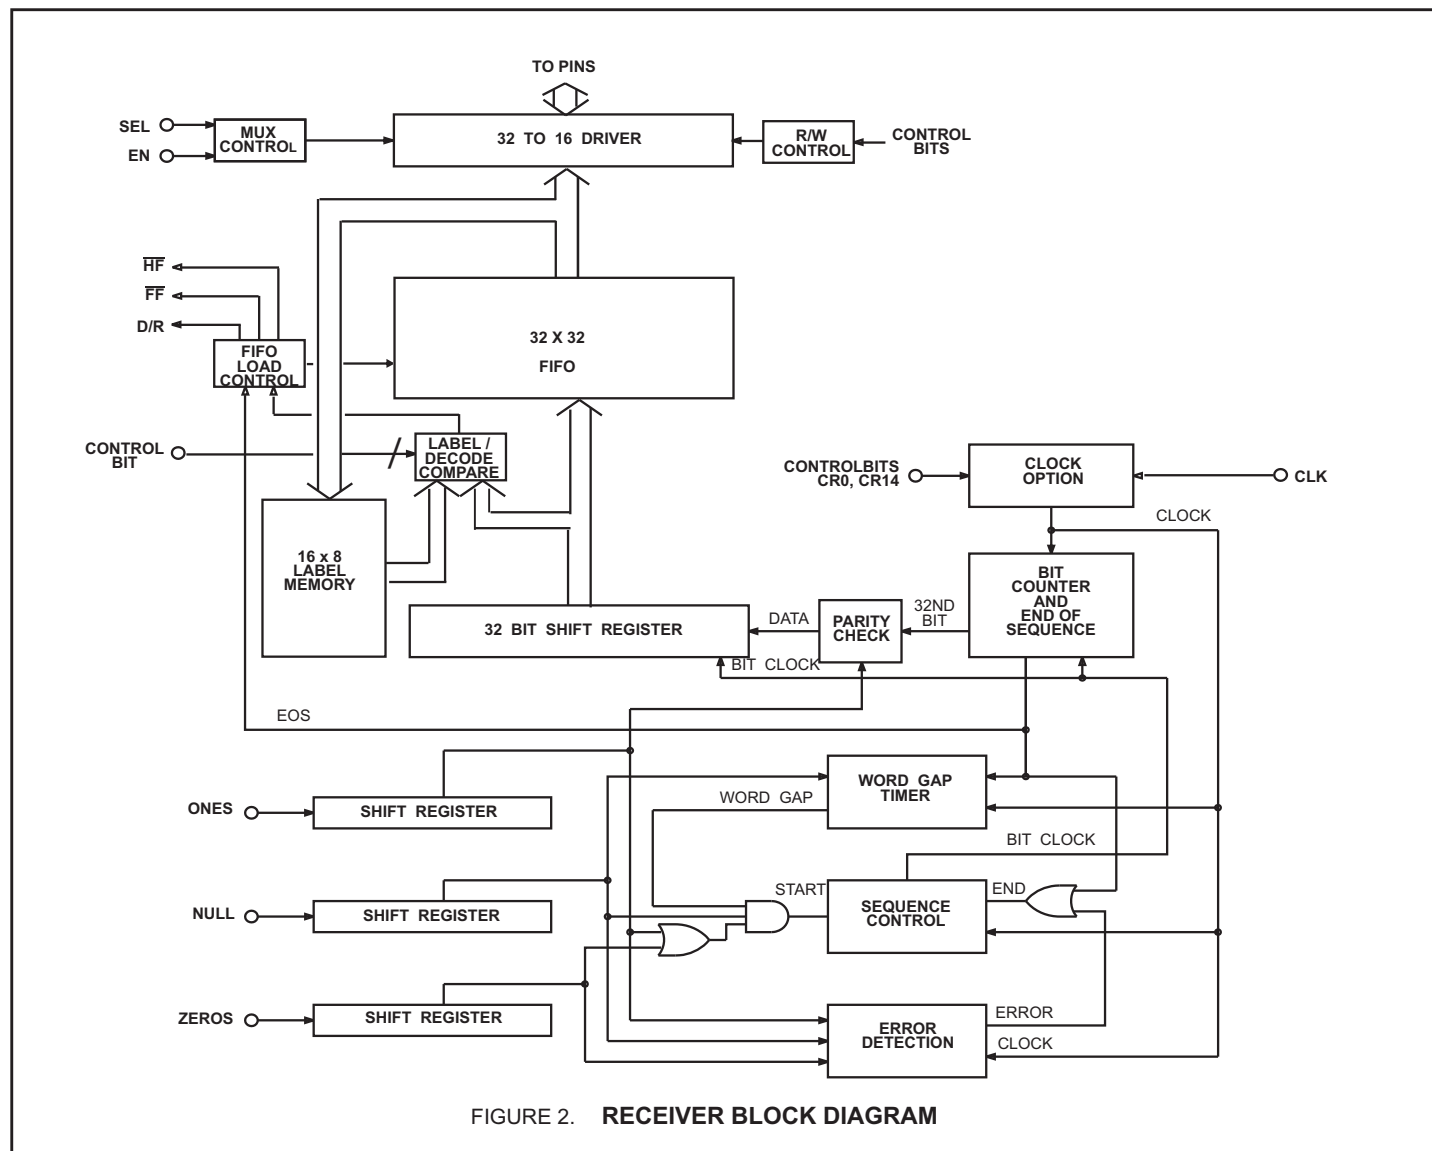 TO PINS
SEL
EN
MUX
CONTROL
32 TO 16 DRIVER
R/W
CONTROL
CONTROL
BITS
HF
FF
D/R
FIFO
LOAD
CONTROL
32 X 32
FIFO
CONTROL
BIT
LABEL /
DECODE
COMPARE
CONTROLBITS
CR0, CR14
CLOCK
OPTION
CLK
CLOCK
16 x 8
LABEL
MEMORY
BIT
COUNTER
AND
END OF
SEQUENCE
32 BIT SHIFT REGISTER
DATA
PARITY
CHECK
32ND
BIT
BIT CLOCK
EOS
ONES
SHIFT REGISTER
WORD GAP
WORD GAP
TIMER
BIT CLOCK
NULL
SHIFT REGISTER
START
SEQUENCE
CONTROL
END
ZEROS
SHIFT REGISTER
ERROR
DETECTION
ERROR
CLOCK
FIGURE 2. RECEIVER BLOCK DIAGRAM